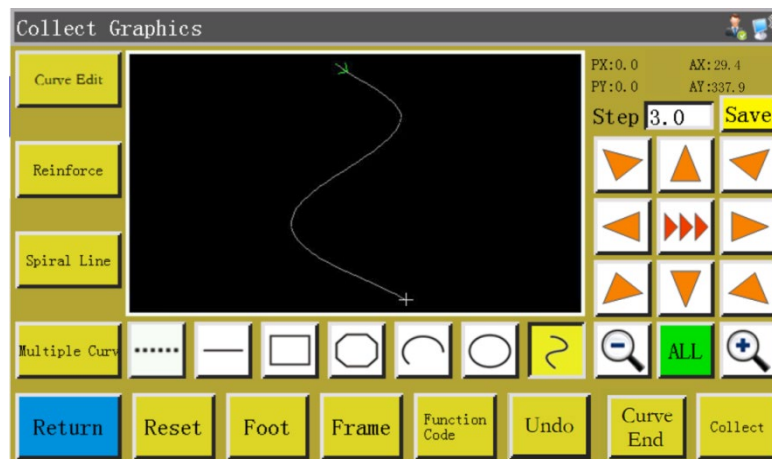 Collect Graphics
Curve Edit
PX:0.0 AX:29.4
PY:0.0 AY:337.9
Step 3.0 Save
Reinforce
Spiral Line
Multiple Curv
ALL
Return Reset Foot Frame Function Code Undo Curve End Collect